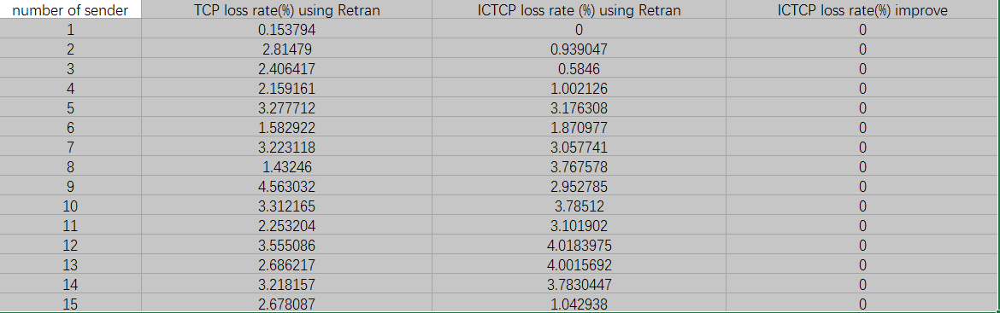 number of sender TCP loss rate(%) using Retran ICTCP loss rate (%) using Retran ICTCP loss rate(%) improve
1 0.153794 0 0
2 2.81479 0.939047 0
3 2.406417 0.5846 0
4 2.159161 1.002126 0
5 3.277712 3.176308 0
6 1.582922 1.870977 0
7 3.223118 3.057741 0
8 1.43246 3.767578 0
9 4.563032 2.952785 0
10 3.312165 3.78512 0
11 2.253204 3.101902 0
12 3.555086 4.0183975 0
13 2.686217 4.0015692 0
14 3.218157 3.7830447 0
15 2.678087 1.042938 0